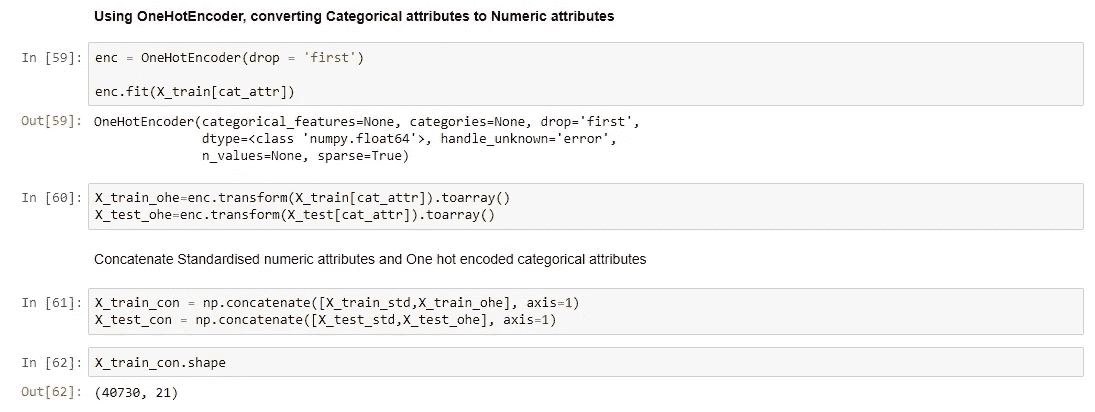 Using OneHotEncoder, converting Categorical attributes to Numeric attributes
In [59]: enc = OneHotEncoder(drop = 'first')
enc.fit(X_train[cat_attr])
Out[59]: OneHotEncoder(categorical_features=None, categories=None, drop='first',
dtype=<class 'numpy.float64'>, handle_unknown='error',
n_values=None, sparse=True)
In [60]: X_train_ohe=enc.transform(X_train[cat_attr]).toarray()
X_test_ohe=enc.transform(X_test[cat_attr]).toarray()
Concatenate Standardised numeric attributes and One hot encoded categorical attributes
In [61]: X_train_con = np.concatenate([X_train_std,X_train_ohe], axis=1)
X_test_con = np.concatenate([X_test_std,X_test_ohe], axis=1)
In [62]: X_train_con.shape
Out[62]: (40730, 21)